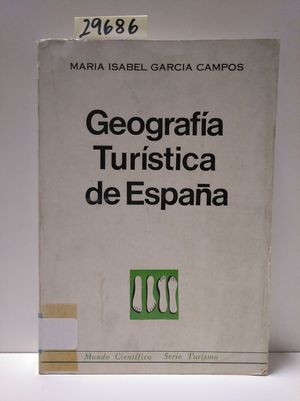 29686
MARIA ISABEL GARCIA CAMPOS
Geografía
Turística
de España
Mundo Científico Serie Turismo